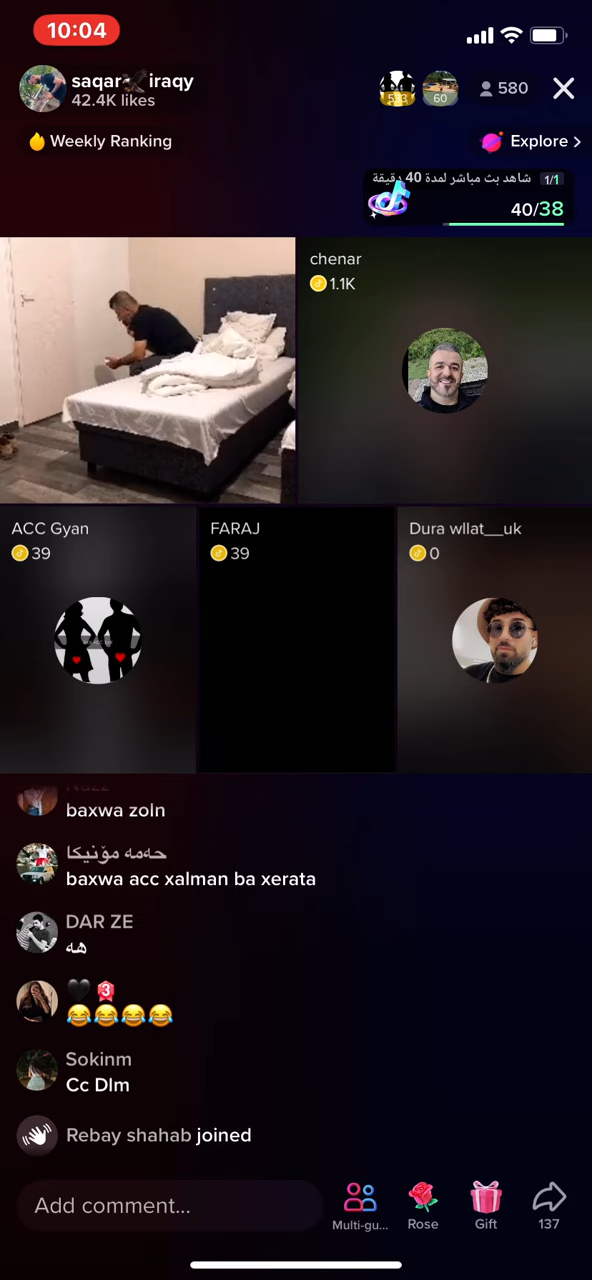 10:04
saqar🦅iraqy
42.4K likes
60
580
Weekly Ranking
Explore >
شاهد بث مباشر لمدة 40 دقيقة 1/1
40/38
chenar
1.1K
ACC Gyan
39
FARAJ
39
Dura wllat__uk
0
baxwa zoln
حەمە مۆنیکا
baxwa acc xalman ba xerata
DAR ZE
هه
🖤 3
😂😂😂😂
Sokinm
Cc Dlm
Rebay shahab joined
Add comment...
Multi-gu...
Rose
Gift
137